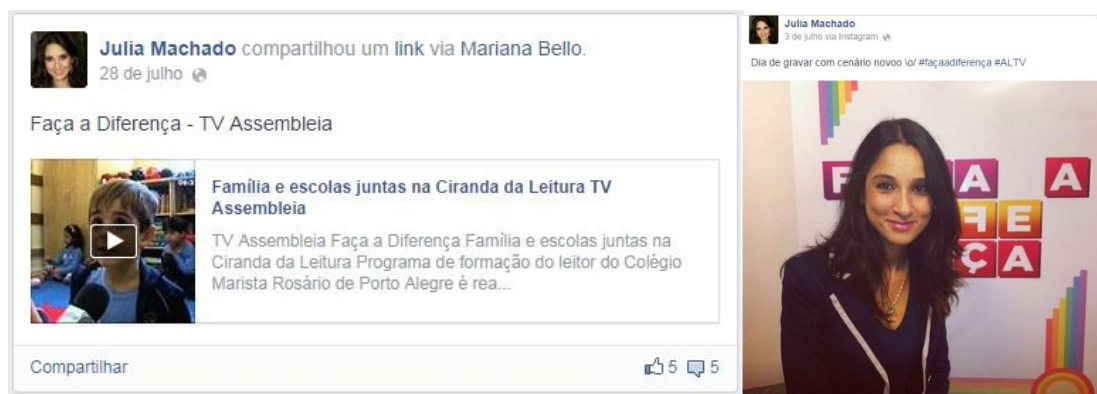 Julia Machado compartilhou um link via Mariana Bello.
28 de julho
Faça a Diferença - TV Assembleia
Família e escolas juntas na Ciranda da Leitura TV
Assembleia
TV Assembleia Faça a Diferença Família e escolas juntas na
Ciranda da Leitura Programa de formação do leitor do Colégio
Marista Rosário de Porto Alegre é rea...
Compartilhar
5 5
Julia Machado
3 de julho via Instagram
Dia de gravar com cenário novoo \o/ #façaadiferença #ALTV
F A A
FE
ÇA